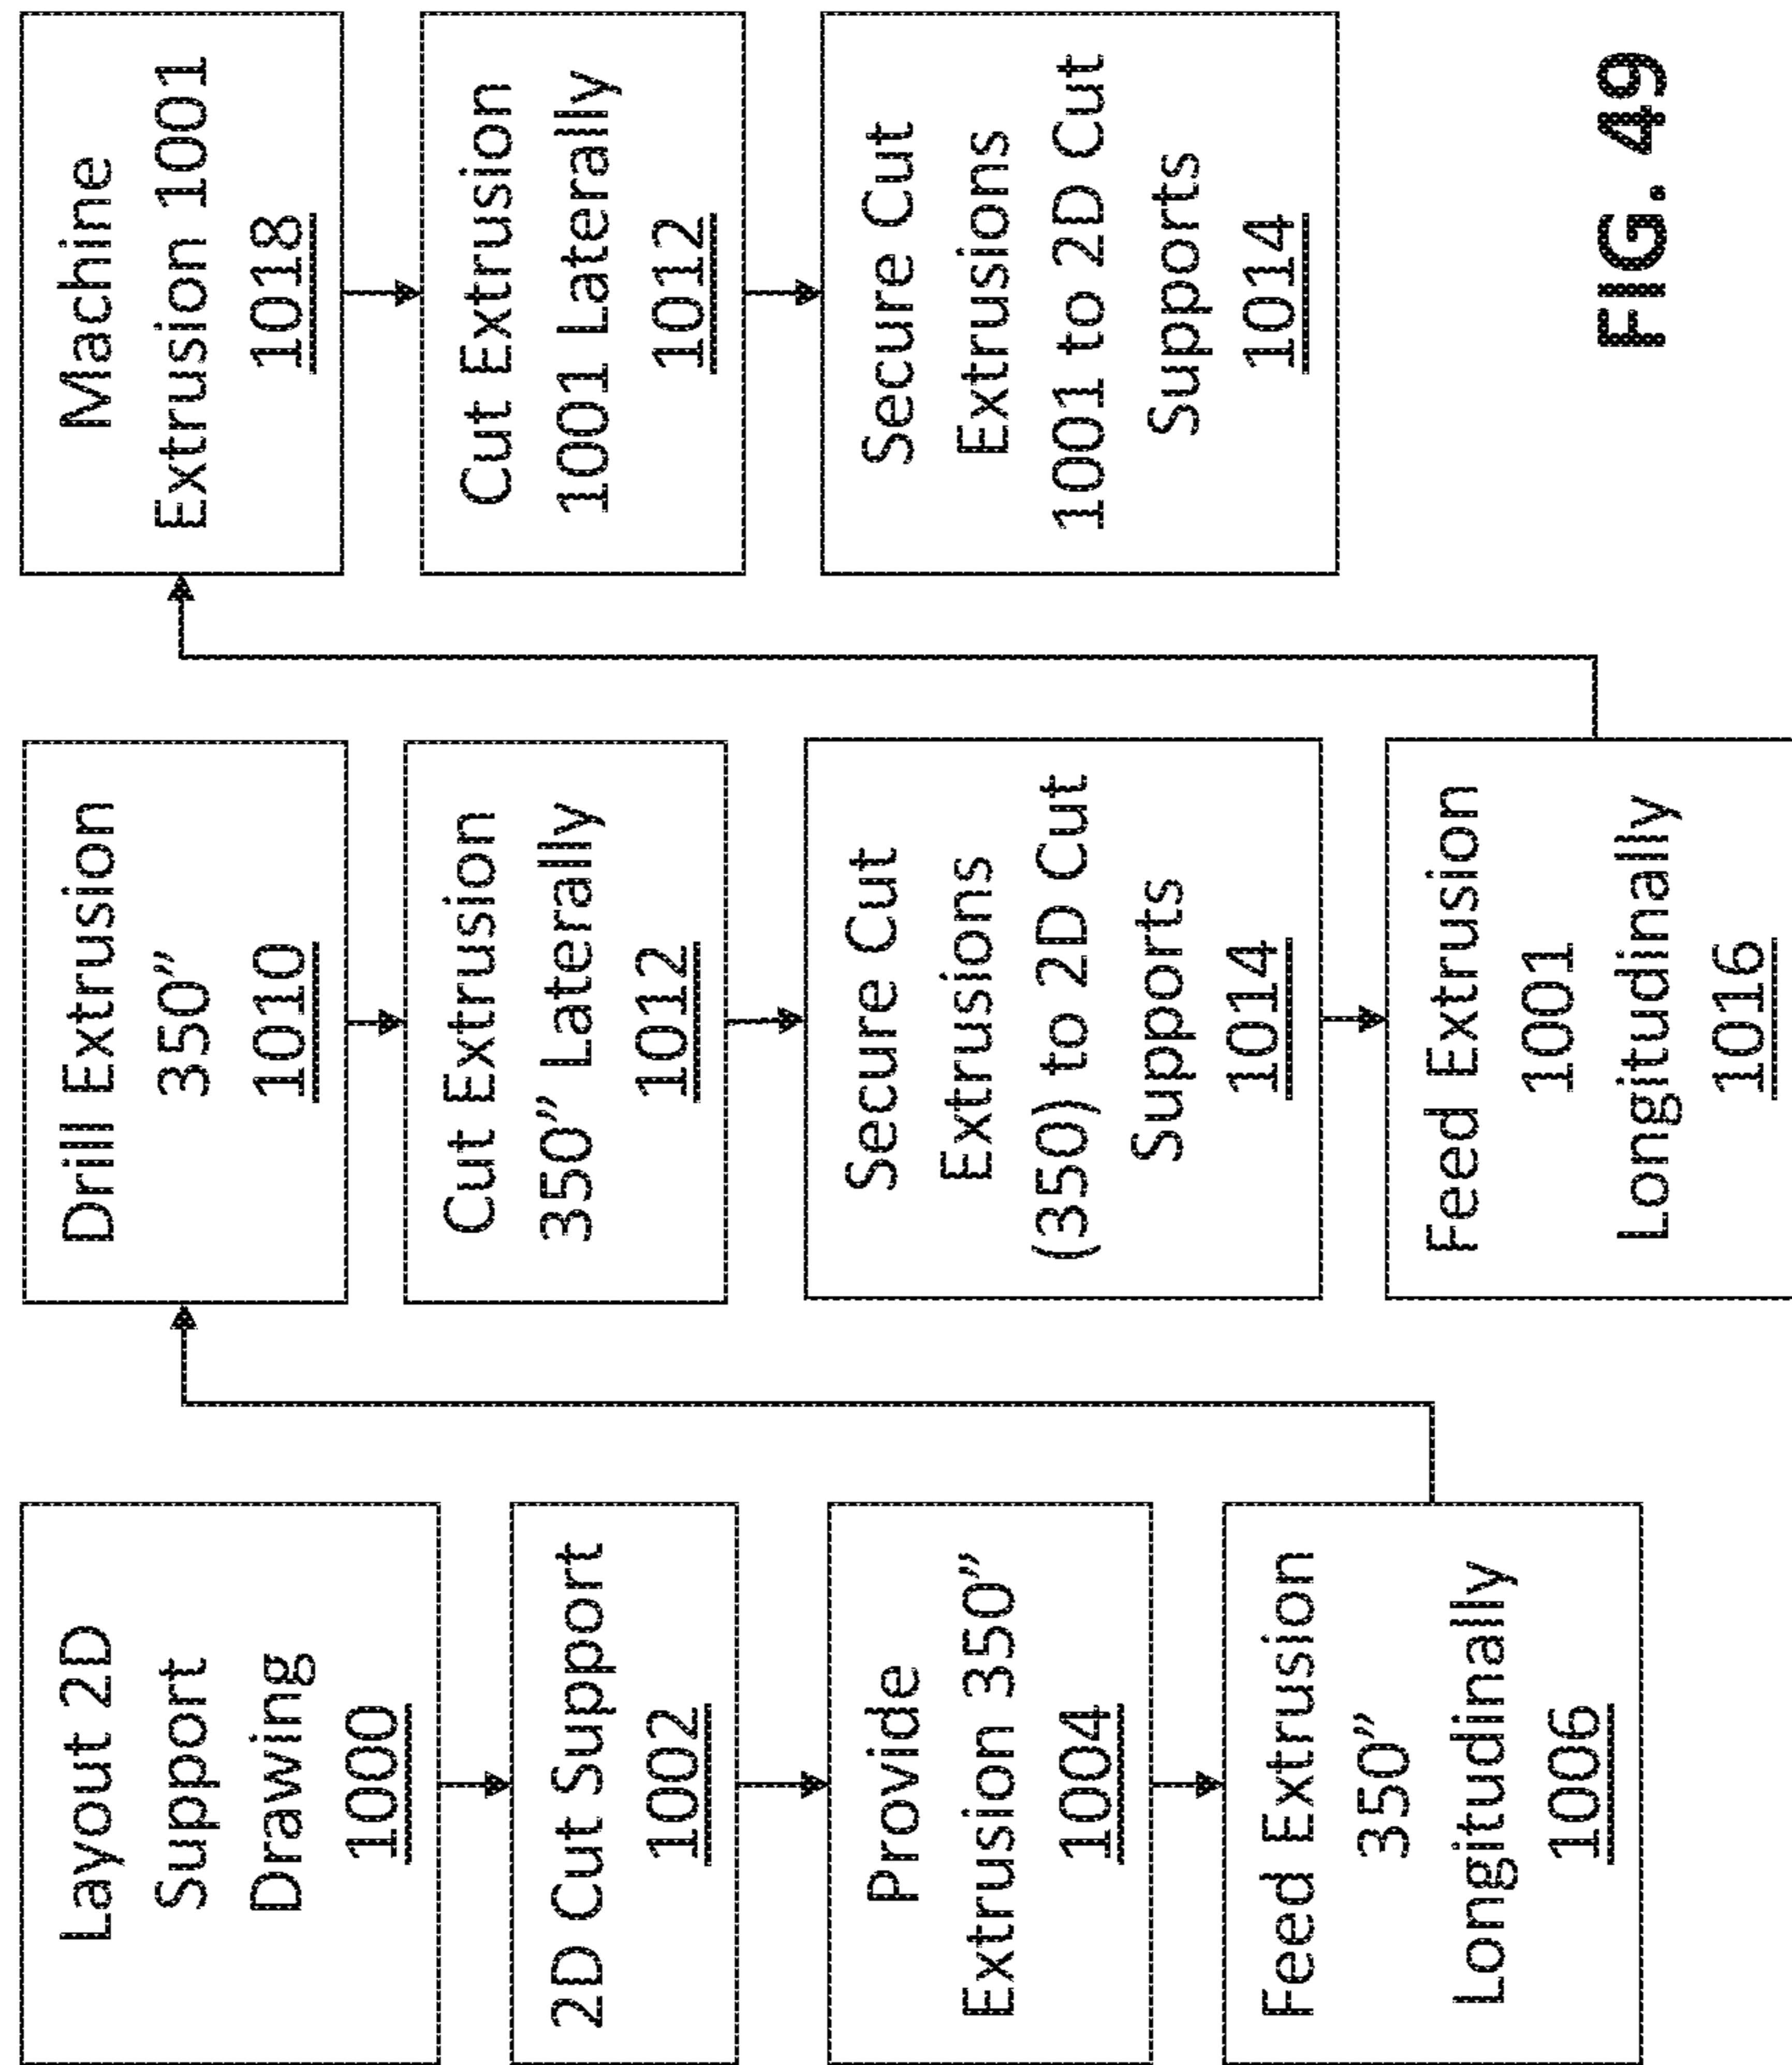 Layout 2D
Support
Drawing
1000
2D Cut Support
1002
Provide
Extrusion 350”
1004
Feed Extrusion
350”
Longitudinally
1006
Drill Extrusion
350”
1010
Cut Extrusion
350” Laterally
1012
Secure Cut
Extrusions
(350) to 2D Cut
Supports
1014
Feed Extrusion
1001
Longitudinally
1016
Machine
Extrusion 1001
1018
Cut Extrusion
1001 Laterally
1012
Secure Cut
Extrusions
1001 to 2D Cut
Supports
1014
FIG. 49